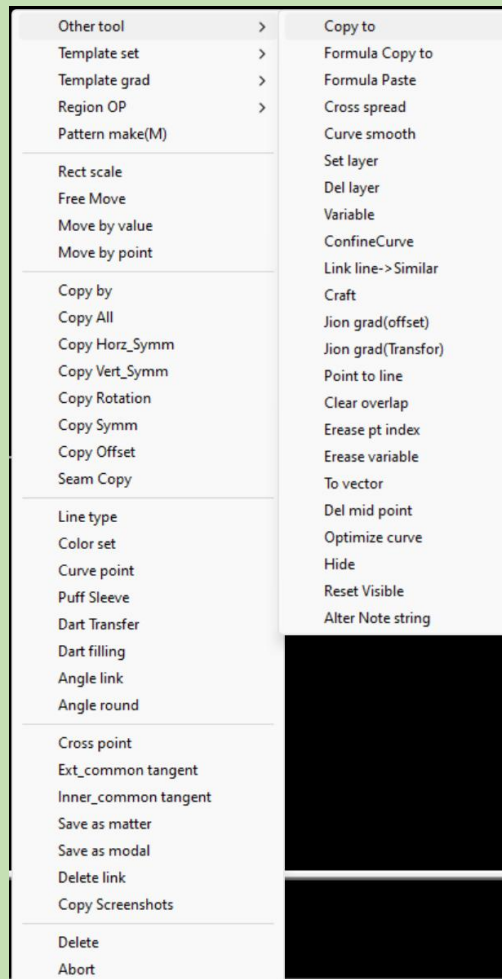 Other tool >
Template set >
Template grad >
Region OP >
Pattern make(M)
Rect scale
Free Move
Move by value
Move by point
Copy by
Copy All
Copy Horz_Symm
Copy Vert_Symm
Copy Rotation
Copy Symm
Copy Offset
Seam Copy
Line type
Color set
Curve point
Puff Sleeve
Dart Transfer
Dart filling
Angle link
Angle round
Cross point
Ext_common tangent
Inner_common tangent
Save as matter
Save as modal
Delete link
Copy Screenshots
Delete
Abort
Copy to
Formula Copy to
Formula Paste
Cross spread
Curve smooth
Set layer
Del layer
Variable
ConfineCurve
Link line->Similar
Craft
Jion grad(offset)
Jion grad(Transfor)
Point to line
Clear overlap
Erease pt index
Erease variable
To vector
Del mid point
Optimize curve
Hide
Reset Visible
Alter Note string